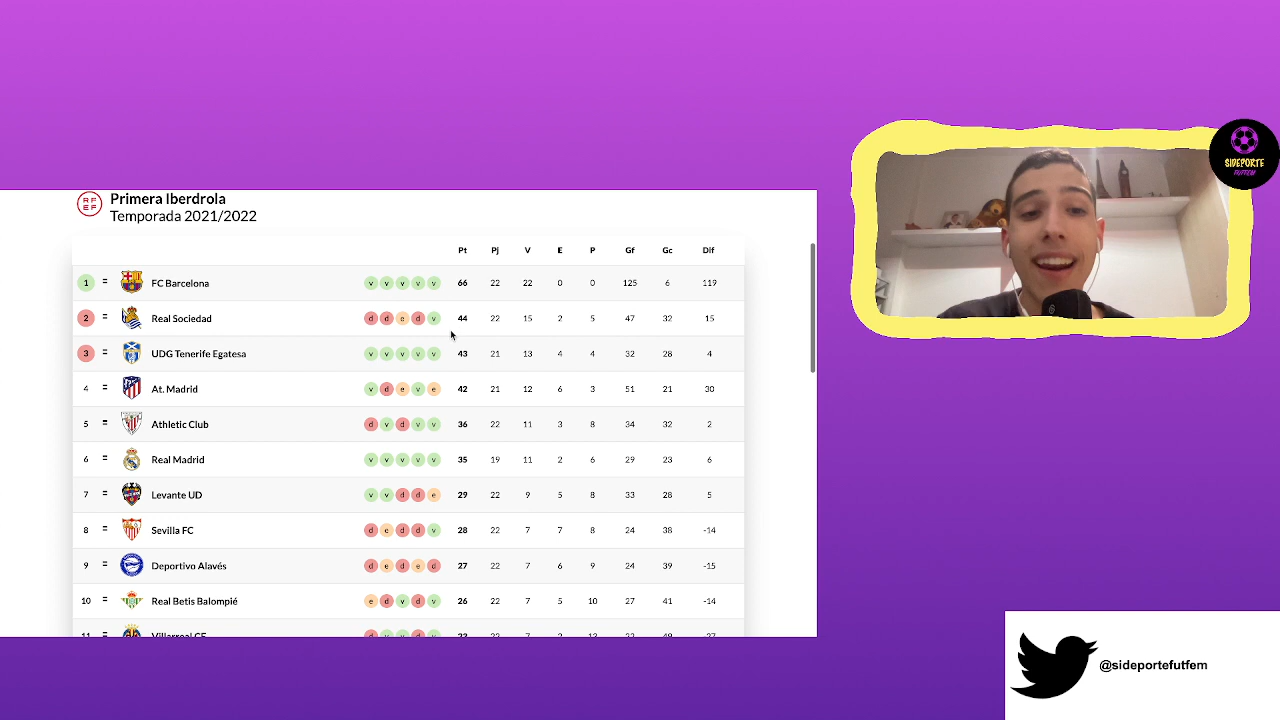 Primera Iberdrola
Temporada 2021/2022
Pt Pj V E P Gf Gc Dif
1 = FC Barcelona v v v v v 66 22 22 0 0 125 6 119
2 = Real Sociedad d d e d v 44 22 15 2 5 47 32 15
3 = UDG Tenerife Egatesa v v v v v 43 21 13 4 4 32 28 4
4 = At. Madrid v d e v e 42 21 12 6 3 51 21 30
5 = Athletic Club d v d v v 36 22 11 3 8 34 32 2
6 = Real Madrid v v v v v 35 19 11 2 6 29 23 6
7 = Levante UD v v d d e 29 22 9 5 8 33 28 5
8 = Sevilla FC d e d d v 28 22 7 7 8 24 38 -14
9 = Deportivo Alavés d e d e d 27 22 7 6 9 24 39 -15
10 = Real Betis Balompié e d v d v 26 22 7 5 10 27 41 -14
11 = Villarreal CF
RF
EF
SIDEPORTE
FUTFEM
@sideportefutfem